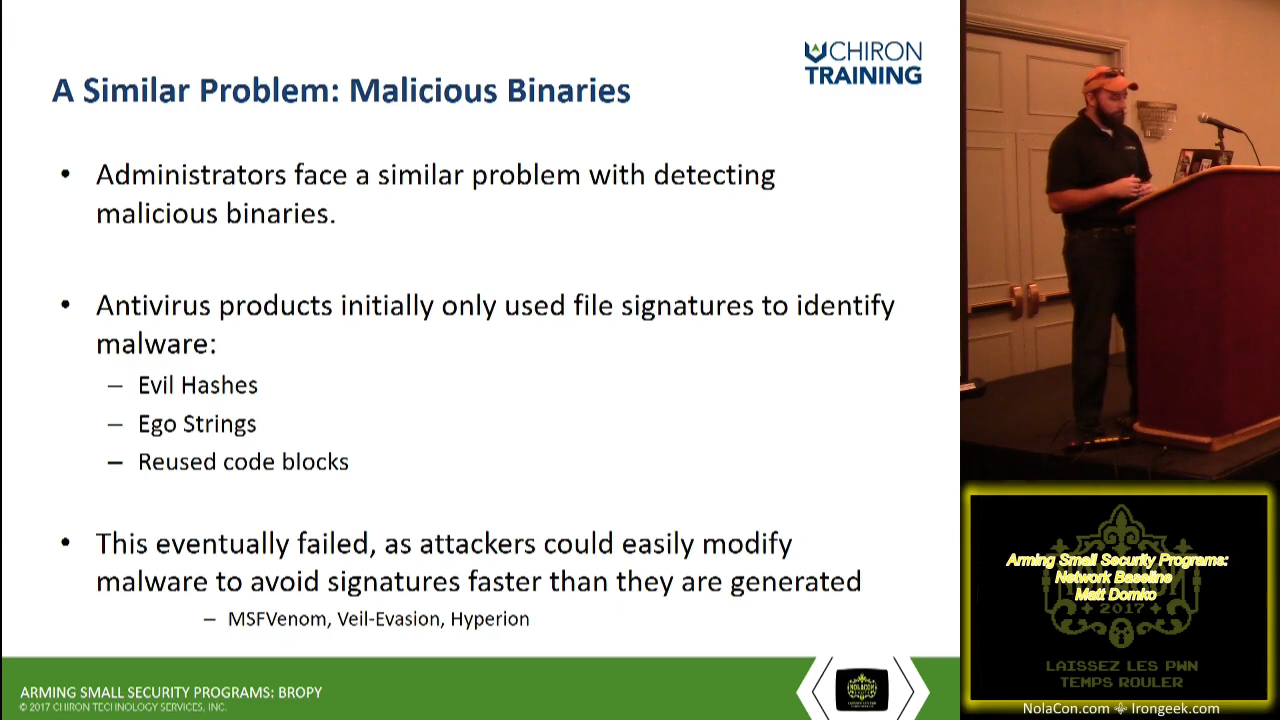 CHIRON
TRAINING
A Similar Problem: Malicious Binaries
• Administrators face a similar problem with detecting
malicious binaries.
• Antivirus products initially only used file signatures to identify
malware:
– Evil Hashes
– Ego Strings
– Reused code blocks
• This eventually failed, as attackers could easily modify
malware to avoid signatures faster than they are generated
– MSFVenom, Veil-Evasion, Hyperion
ARMING SMALL SECURITY PROGRAMS: BROPY
© 2017 CHIRON TECHNOLOGY SERVICES, INC.
Arming Small Security Programs:
Network Baseline
Matt Domko
2017
LAISSEZ LES PWN
TEMPS ROULER
NolaCon.com Irongeek.com